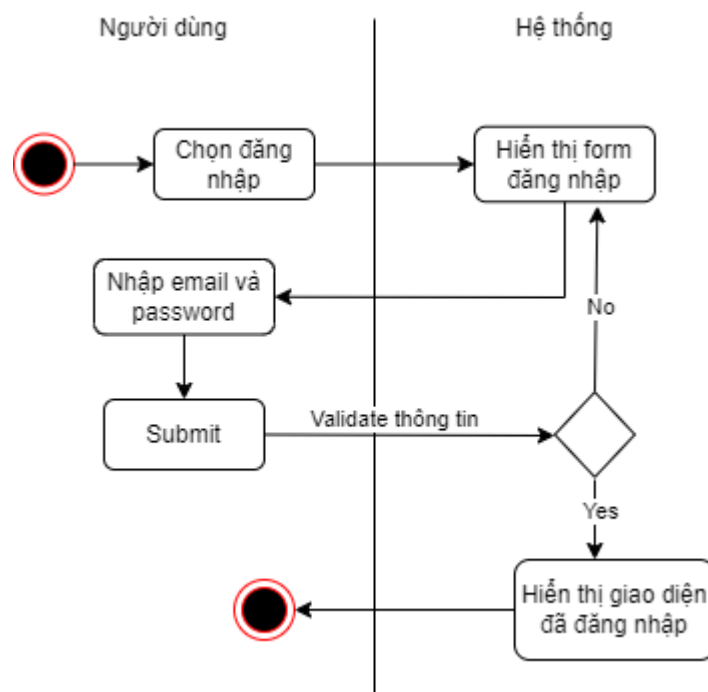 Người dùng
Hệ thống
Chọn đăng
nhập
Hiển thị form
đăng nhập
Nhập email và
password
No
Submit
Validate thông tin
Yes
Hiển thị giao diện
đã đăng nhập